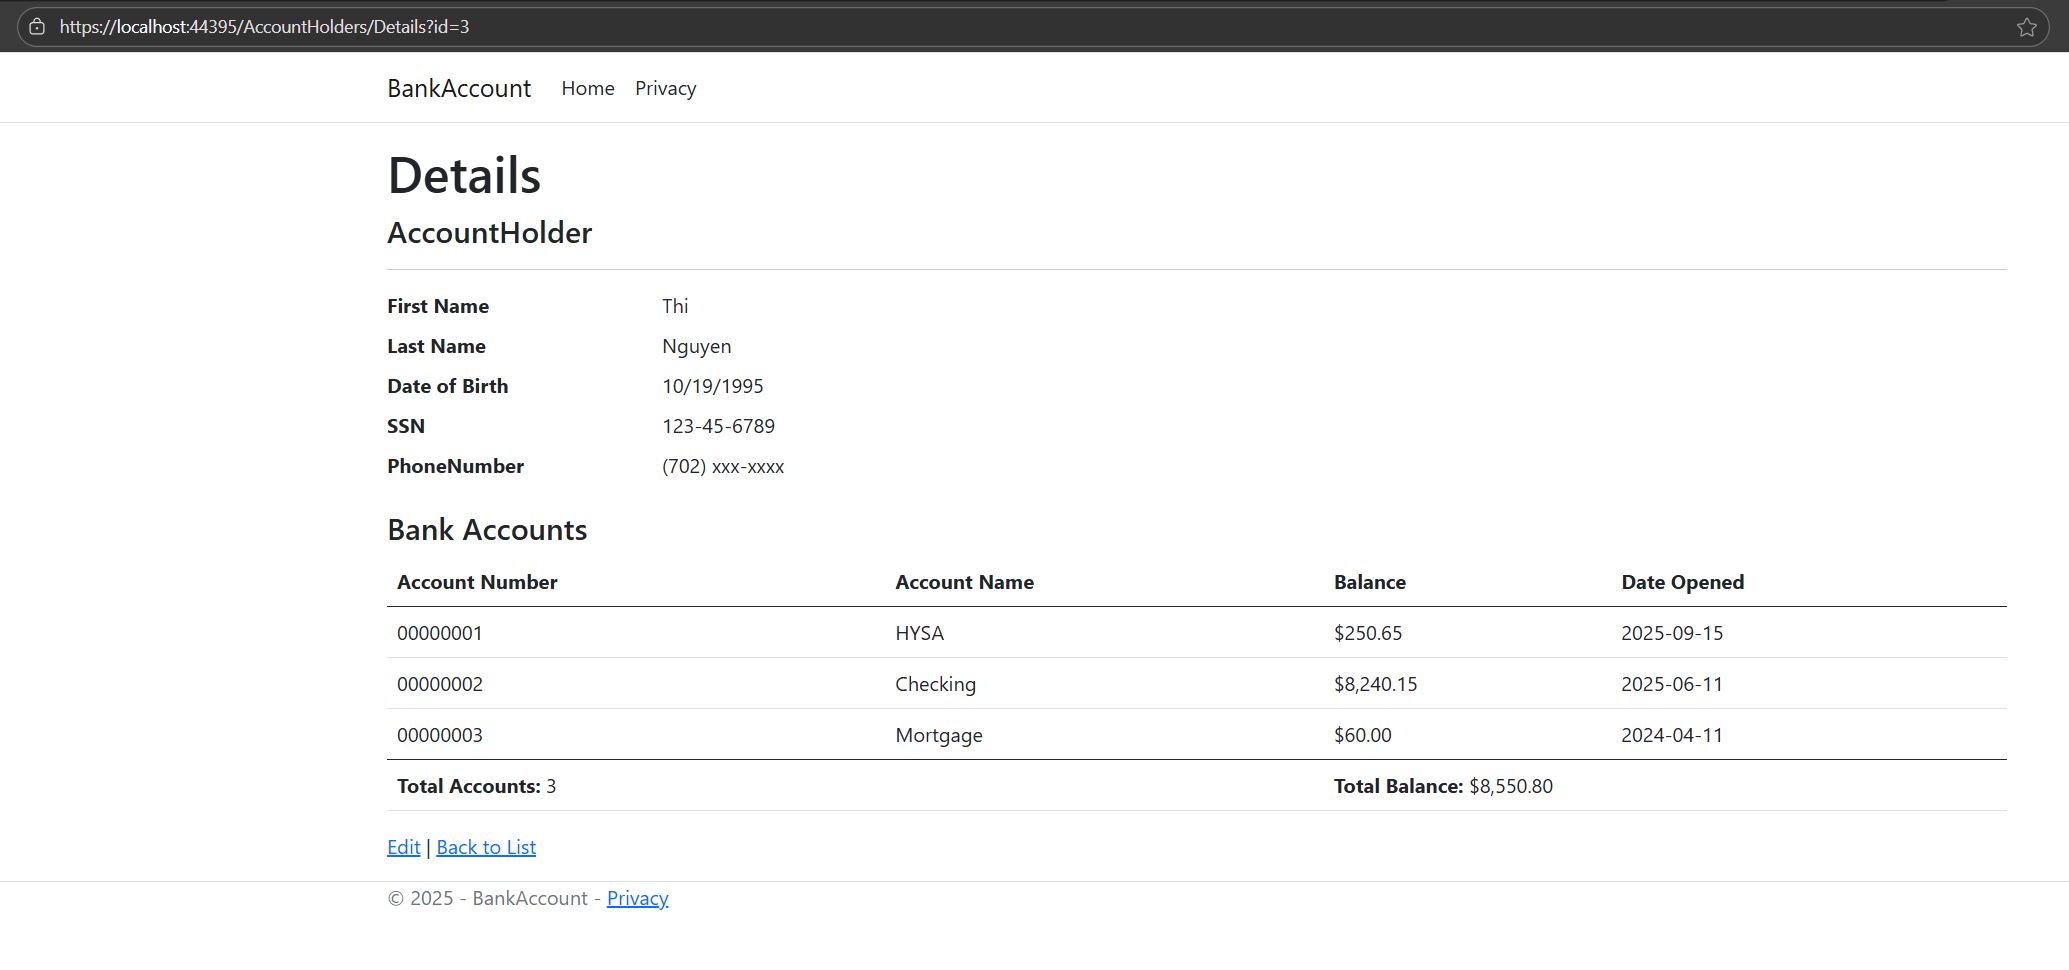 https://localhost:44395/AccountHolders/Details?id=3
BankAccount Home Privacy
Details
AccountHolder
First Name Thi
Last Name Nguyen
Date of Birth 10/19/1995
SSN 123-45-6789
PhoneNumber (702) xxx-xxxx
Bank Accounts
Account Number Account Name Balance Date Opened
00000001 HYSA $250.65 2025-09-15
00000002 Checking $8,240.15 2025-06-11
00000003 Mortgage $60.00 2024-04-11
Total Accounts: 3 Total Balance: $8,550.80
Edit | Back to List
© 2025 - BankAccount - Privacy